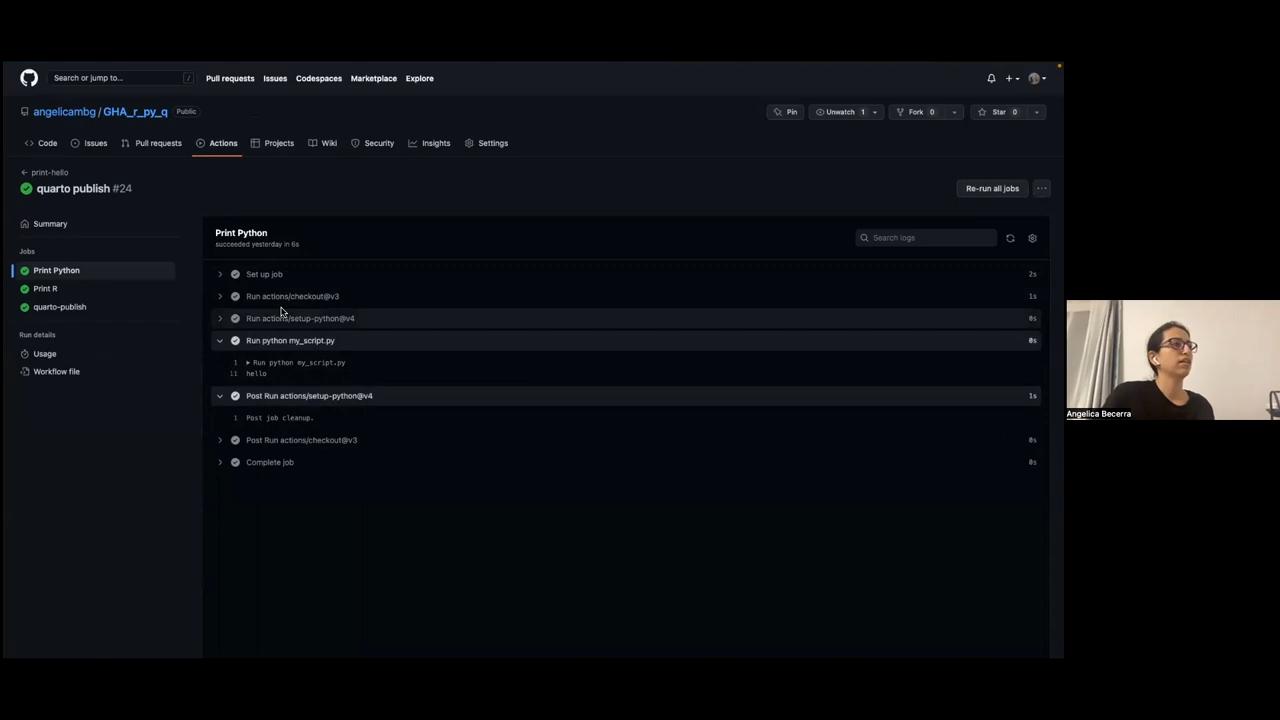 Search or jump to... /
Pull requests Issues Codespaces Marketplace Explore
angelicambg / GHA_r_py_q Public
Pin Unwatch 1 Fork 0 Star 0
Code Issues Pull requests Actions Projects Wiki Security Insights Settings
← print-hello
quarto publish #24
Re-run all jobs ...
Summary
Jobs
Print Python
Print R
quarto-publish
Run details
Usage
Workflow file
Print Python
succeeded yesterday in 6s
Search logs
Set up job 2s
Run actions/checkout@v3 1s
Run actions/setup-python@v4 0s
Run python my_script.py 0s
1 Run python my_script.py
11 hello
Post Run actions/setup-python@v4 1s
1 Post job cleanup.
Post Run actions/checkout@v3 0s
Complete job 0s
Angelica Becerra